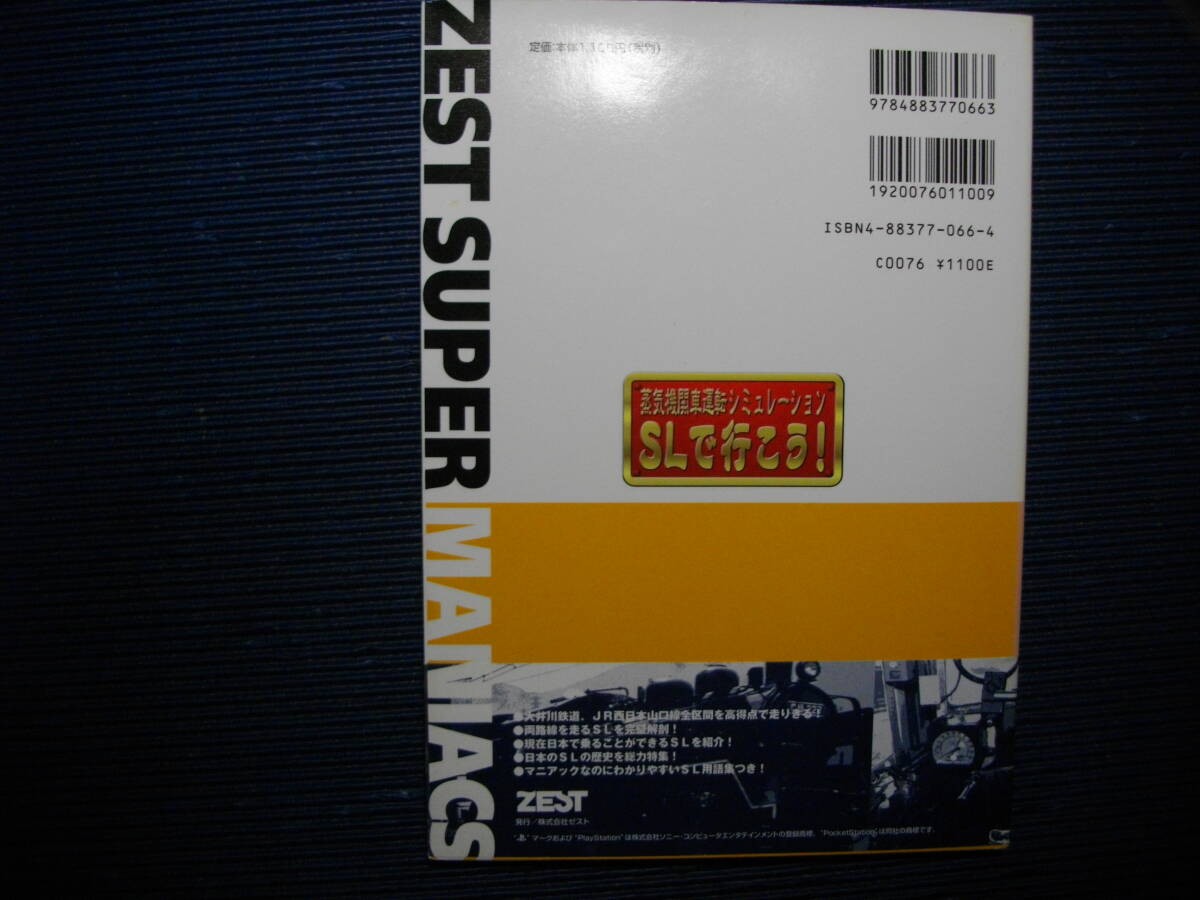 ZEST SUPER MANIACS
定価:本体1,100円(税別)
9784883770663
1920076011009
ISBN4-88377-066-4
C0076 ¥1100E
蒸気機関車運転シミュレーション
SLで行こう!
●大井川鉄道、JR西日本山口線全区間を高得点で走りきる!
●両路線を走るSLを完璧解剖!
●現在日本で乗ることができるSLを紹介!
●日本のSLの歴史を総力特集!
●マニアックなのにわかりやすいSL用語集つき!
ZEST
発行/株式会社ゼスト
"PS" マークおよび "PlayStation" は株式会社ソニー・コンピュータエンタテインメントの登録商標、"PocketStation" は同社の商標です。